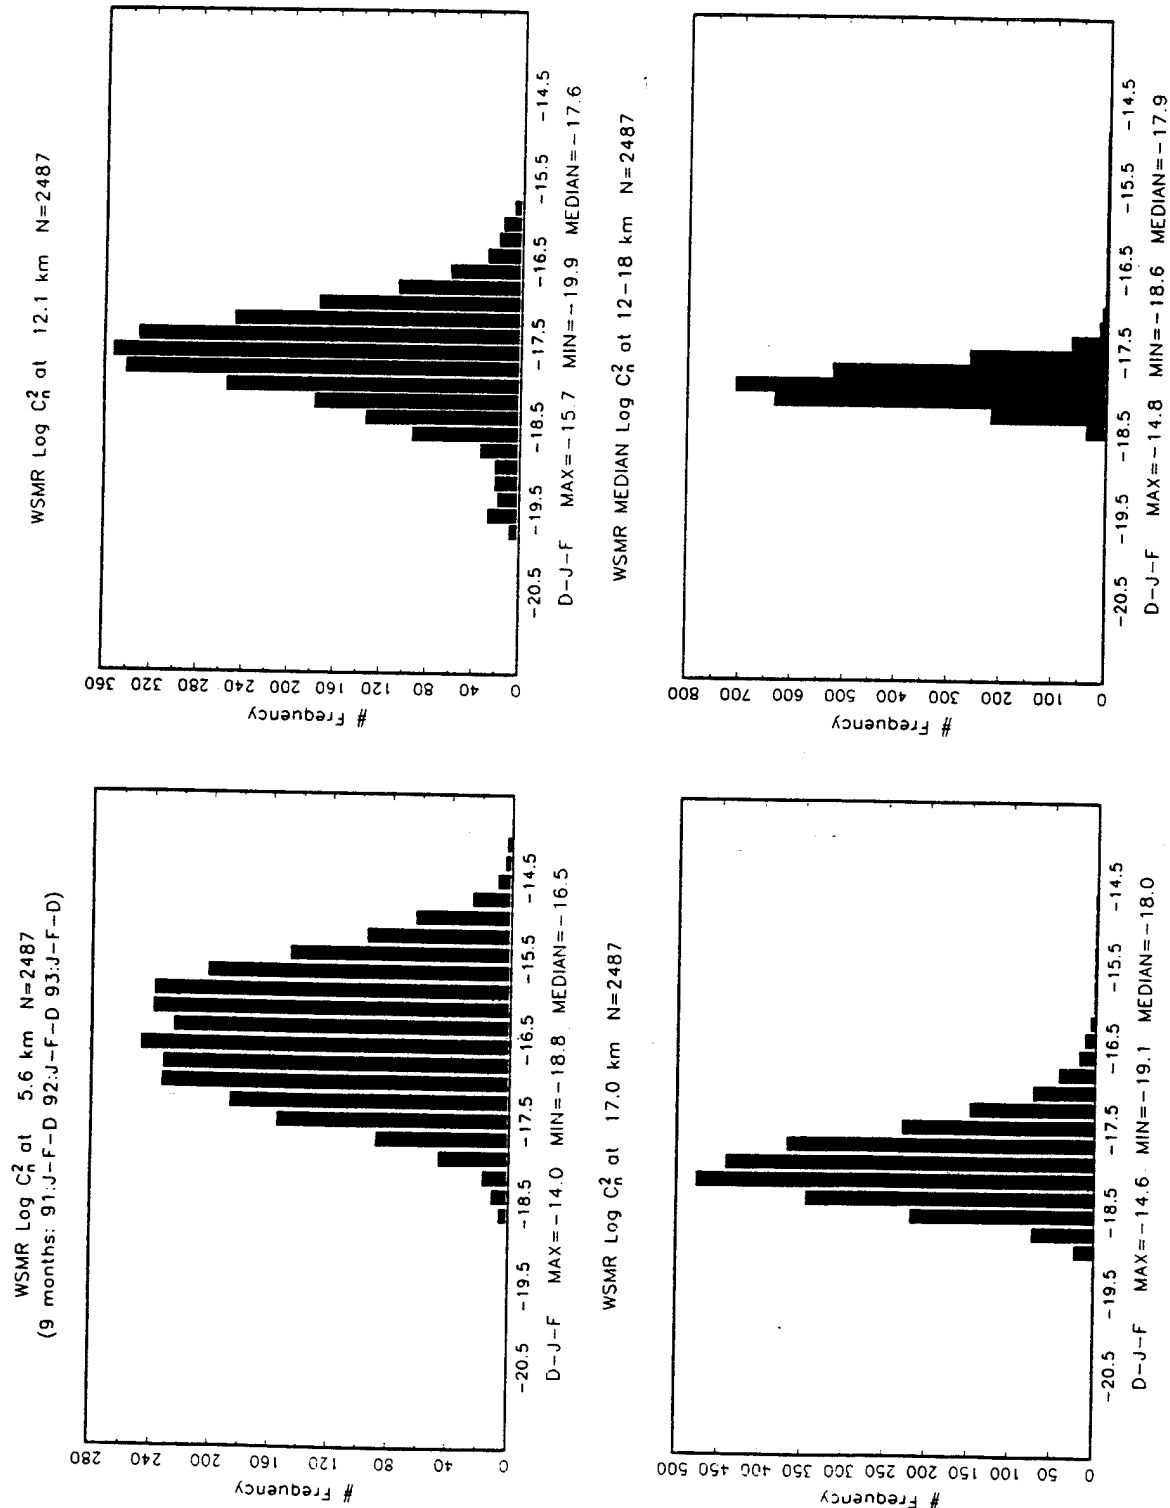 WSMR Log C_n^2 at 5.6 km N=2487
(9 months: 91:J-F-D 92:J-F-D 93:J-F-D)
280
240
200
160
120
80
40
0
# Frequency
-20.5 -19.5 -18.5 -17.5 -16.5 -15.5 -14.5
D-J-F MAX=-14.0 MIN=-18.8 MEDIAN=-16.5
WSMR Log C_n^2 at 12.1 km N=2487
360
320
280
240
200
160
120
80
40
0
# Frequency
-20.5 -19.5 -18.5 -17.5 -16.5 -15.5 -14.5
D-J-F MAX=-15.7 MIN=-19.9 MEDIAN=-17.6
WSMR Log C_n^2 at 17.0 km N=2487
500
450
400
350
300
250
200
150
100
50
0
# Frequency
-20.5 -19.5 -18.5 -17.5 -16.5 -15.5 -14.5
D-J-F MAX=-14.6 MIN=-19.1 MEDIAN=-18.0
WSMR MEDIAN Log C_n^2 at 12-18 km N=2487
800
700
600
500
400
300
200
100
0
# Frequency
-20.5 -19.5 -18.5 -17.5 -16.5 -15.5 -14.5
D-J-F MAX=-14.8 MIN=-18.6 MEDIAN=-17.9